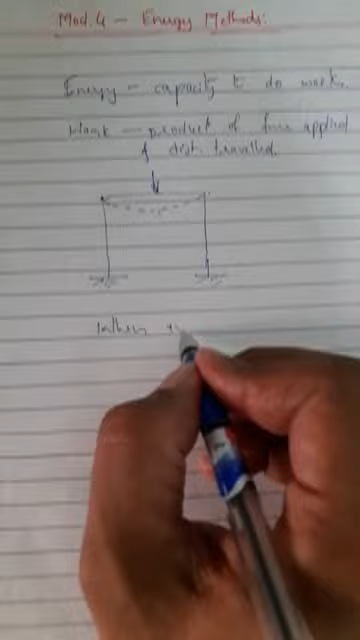 Mod. 4 - Energy Methods:
Energy - capacity to do work.
Work - product of force applied
& dist. travelled.
When